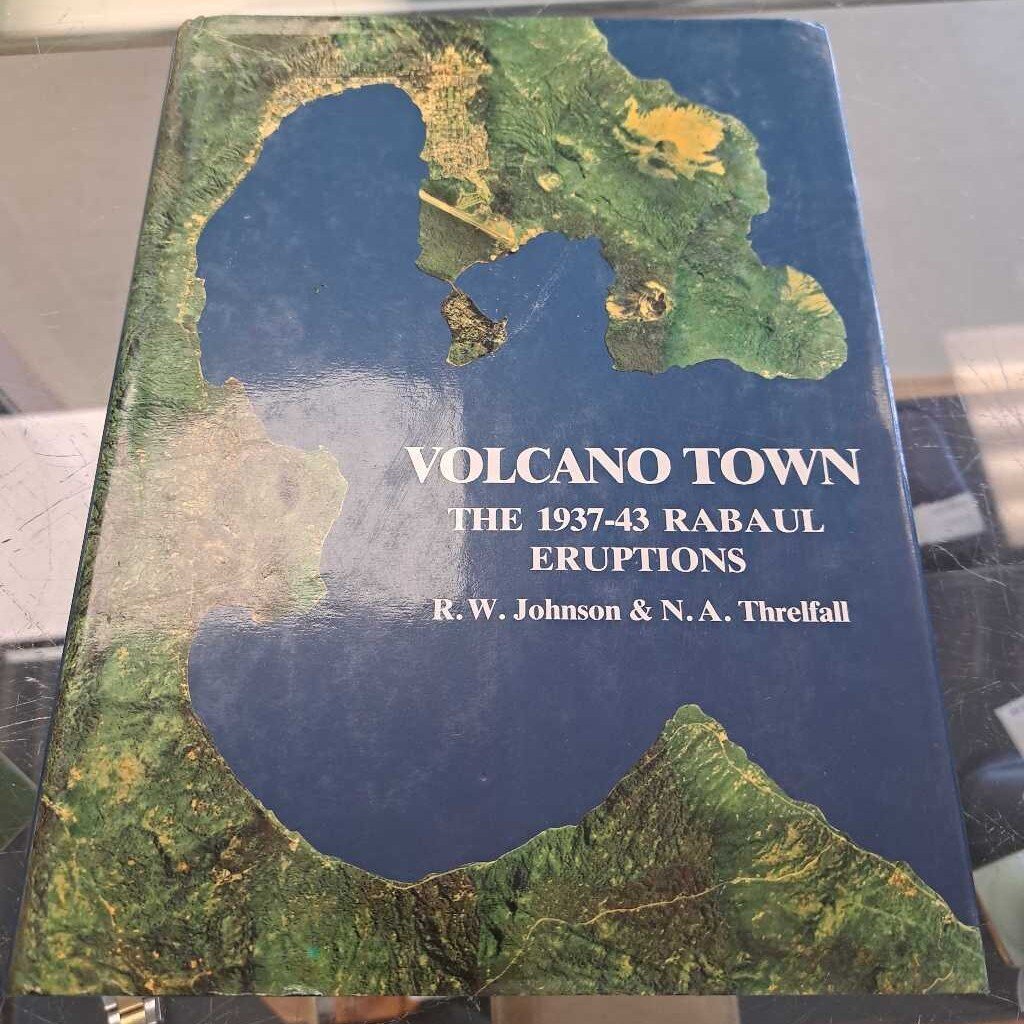 VOLCANO TOWN
THE 1937-43 RABAUL
ERUPTIONS
R. W. Johnson & N. A. Threlfall